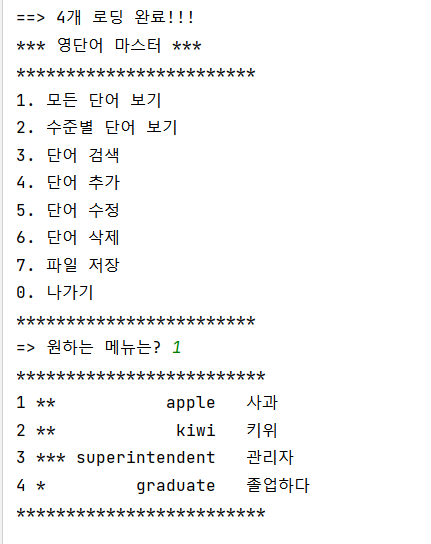 ==> 4개 로딩 완료!!!
*** 영단어 마스터 ***
************************
1. 모든 단어 보기
2. 수준별 단어 보기
3. 단어 검색
4. 단어 추가
5. 단어 수정
6. 단어 삭제
7. 파일 저장
0. 나가기
************************
=> 원하는 메뉴는? 1
*************************
1 **           apple   사과
2 **            kiwi   키위
3 *** superintendent   관리자
4 *         graduate   졸업하다
*************************